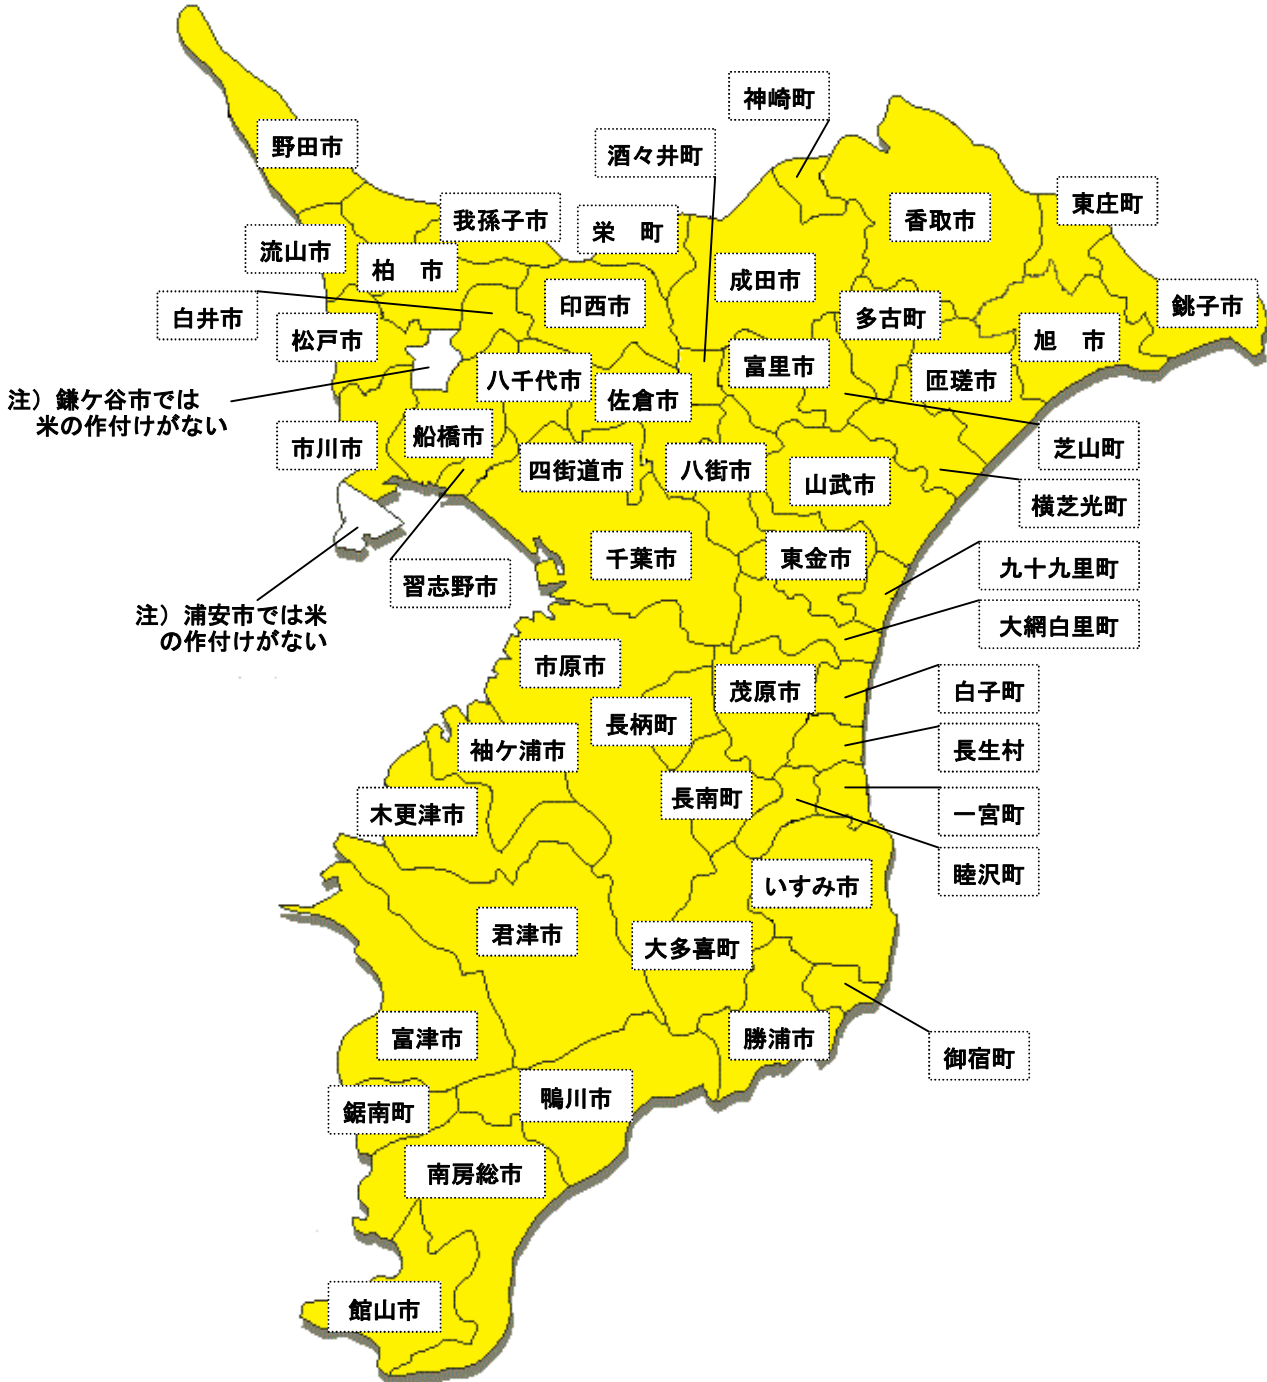 神崎町
野田市
酒々井町
我孫子市
東庄町
香取市
栄　町
流山市
柏　市
成田市
印西市
銚子市
白井市
多古町
松戸市
旭　市
富里市
八千代市
匝瑳市
佐倉市
注）鎌ケ谷市では
米の作付けがない
船橋市
市川市
芝山町
四街道市
八街市
山武市
横芝光町
千葉市
東金市
九十九里町
習志野市
注）浦安市では米
の作付けがない
大網白里町
市原市
茂原市
白子町
長柄町
袖ケ浦市
長生村
長南町
木更津市
一宮町
睦沢町
いすみ市
君津市
大多喜町
富津市
勝浦市
御宿町
鴨川市
鋸南町
南房総市
館山市